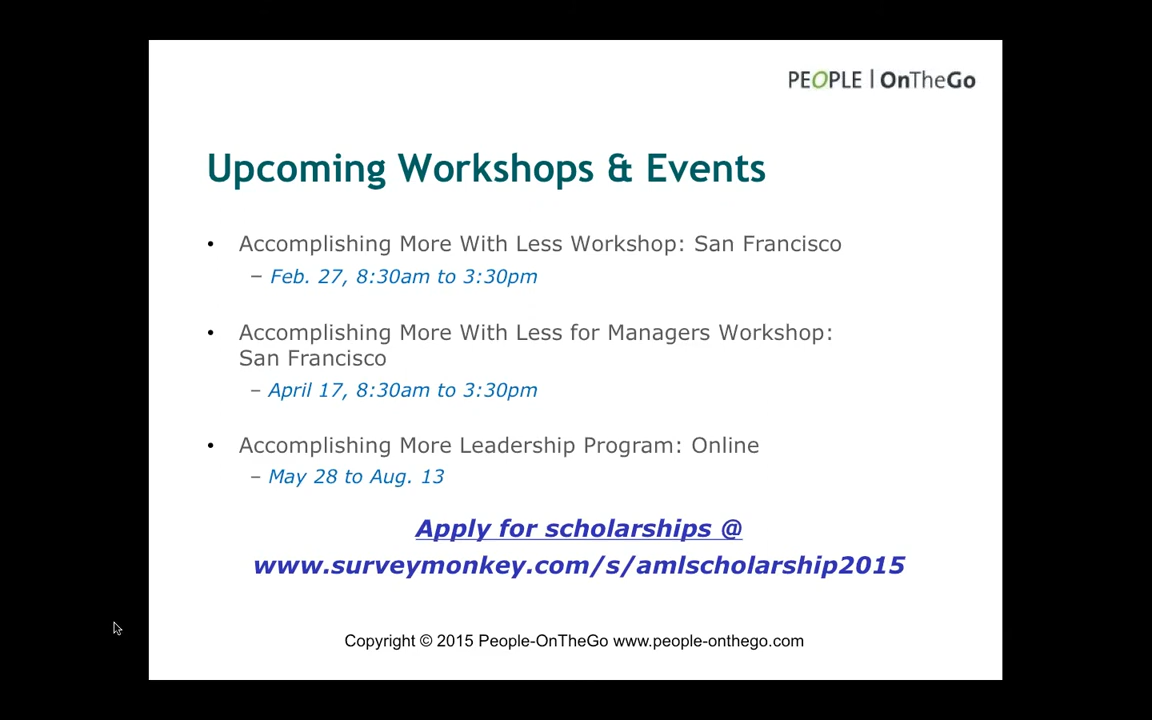 PEOPLE | OnTheGo
Upcoming Workshops & Events
• Accomplishing More With Less Workshop: San Francisco
– Feb. 27, 8:30am to 3:30pm
• Accomplishing More With Less for Managers Workshop:
San Francisco
– April 17, 8:30am to 3:30pm
• Accomplishing More Leadership Program: Online
– May 28 to Aug. 13
Apply for scholarships @
www.surveymonkey.com/s/amlscholarship2015
Copyright © 2015 People-OnTheGo www.people-onthego.com